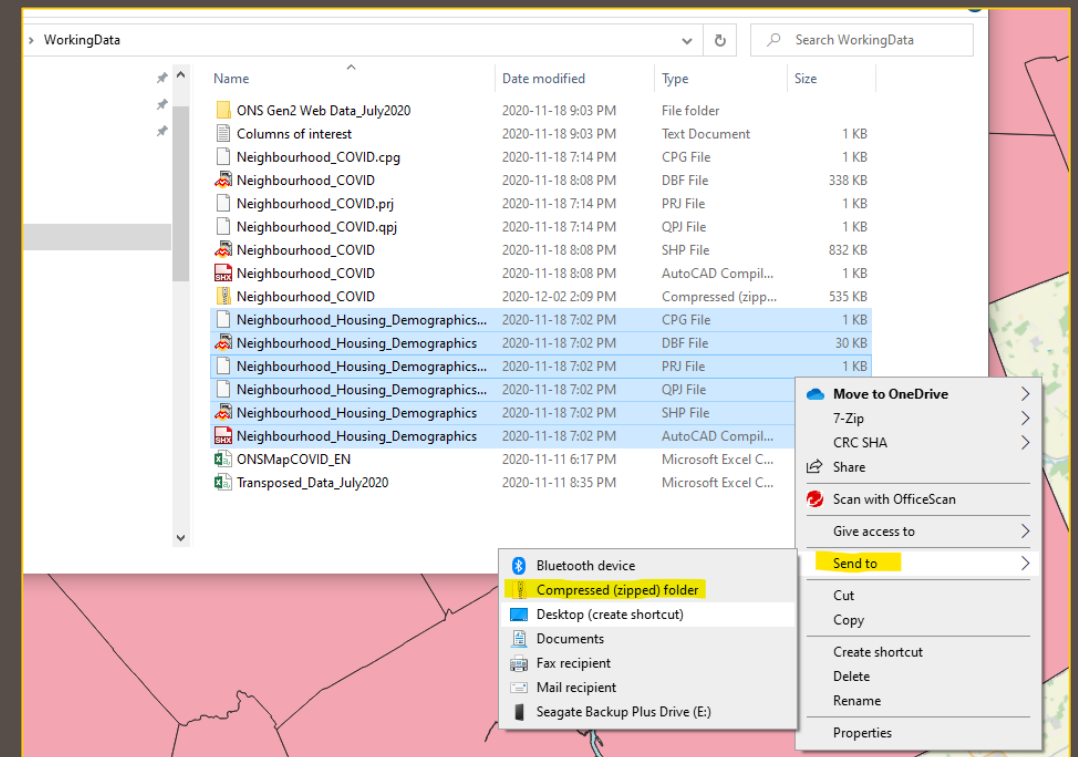 WorkingData
Search WorkingData
Name Date modified Type Size
ONS Gen2 Web Data_July2020 2020-11-18 9:03 PM File folder
Columns of interest 2020-11-18 9:03 PM Text Document 1 KB
Neighbourhood_COVID.cpg 2020-11-18 7:14 PM CPG File 1 KB
Neighbourhood_COVID 2020-11-18 8:08 PM DBF File 338 KB
Neighbourhood_COVID.prj 2020-11-18 7:14 PM PRJ File 1 KB
Neighbourhood_COVID.qpj 2020-11-18 7:14 PM QPJ File 1 KB
Neighbourhood_COVID 2020-11-18 8:08 PM SHP File 832 KB
SHX Neighbourhood_COVID 2020-11-18 8:08 PM AutoCAD Compil... 1 KB
Neighbourhood_COVID 2020-12-02 2:09 PM Compressed (zipp... 535 KB
Neighbourhood_Housing_Demographics... 2020-11-18 7:02 PM CPG File 1 KB
Neighbourhood_Housing_Demographics 2020-11-18 7:02 PM DBF File 30 KB
Neighbourhood_Housing_Demographics... 2020-11-18 7:02 PM PRJ File 1 KB
Neighbourhood_Housing_Demographics... 2020-11-18 7:02 PM QPJ File
Neighbourhood_Housing_Demographics 2020-11-18 7:02 PM SHP File
SHX Neighbourhood_Housing_Demographics 2020-11-18 7:02 PM AutoCAD Compil...
ONSMapCOVID_EN 2020-11-11 6:17 PM Microsoft Excel C...
Transposed_Data_July2020 2020-11-11 8:35 PM Microsoft Excel C...
Move to OneDrive
7-Zip
CRC SHA
Share
Scan with OfficeScan
Give access to
Send to
Cut
Copy
Create shortcut
Delete
Rename
Properties
Bluetooth device
Compressed (zipped) folder
Desktop (create shortcut)
Documents
Fax recipient
Mail recipient
Seagate Backup Plus Drive (E:)